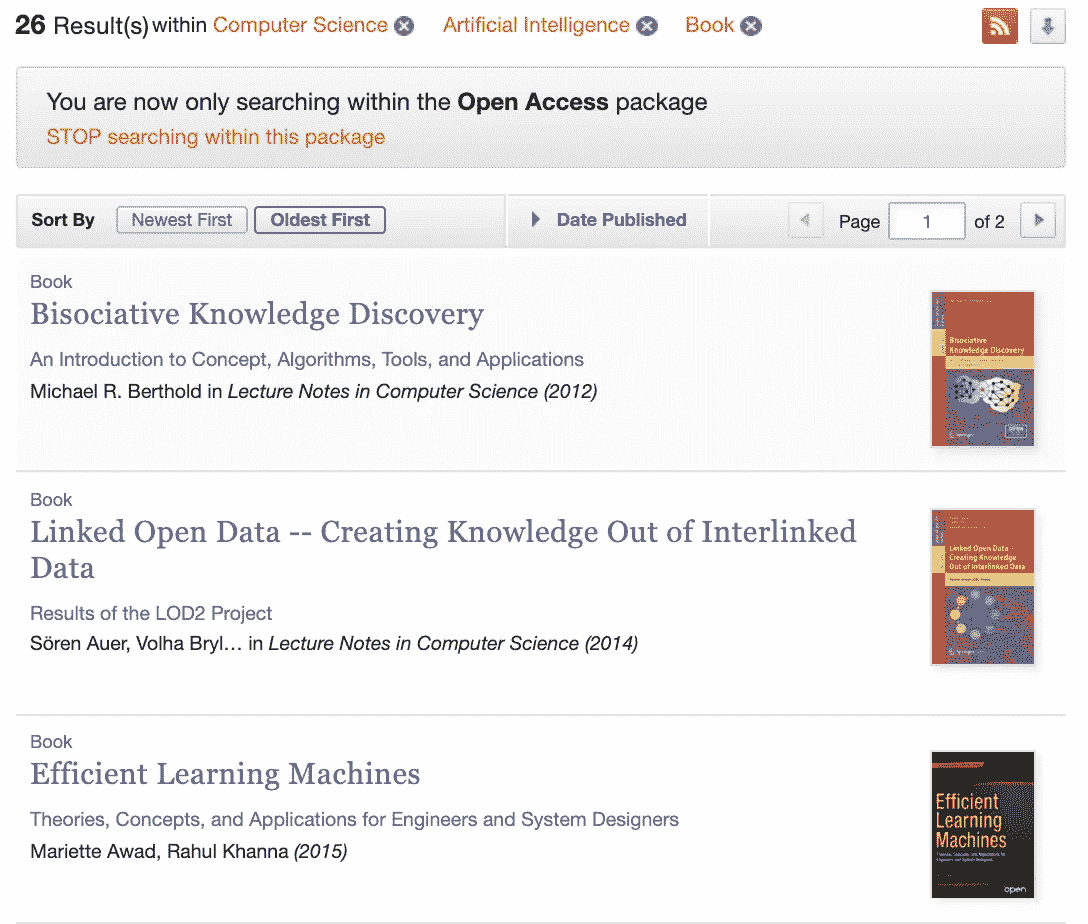 26 Result(s) within Computer Science Artificial Intelligence Book
You are now only searching within the Open Access package
STOP searching within this package
Sort By Newest First Oldest First Date Published Page 1 of 2
Book
Bisociative Knowledge Discovery
An Introduction to Concept, Algorithms, Tools, and Applications
Michael R. Berthold in Lecture Notes in Computer Science (2012)
Bisociative
Knowledge Discovery
Book
Linked Open Data -- Creating Knowledge Out of Interlinked
Data
Results of the LOD2 Project
Sören Auer, Volha Bryl… in Lecture Notes in Computer Science (2014)
Linked Open Data -
Creating Knowledge
Out of Interlinked Data
Book
Efficient Learning Machines
Theories, Concepts, and Applications for Engineers and System Designers
Mariette Awad, Rahul Khanna (2015)
Efficient
Learning
Machines
open